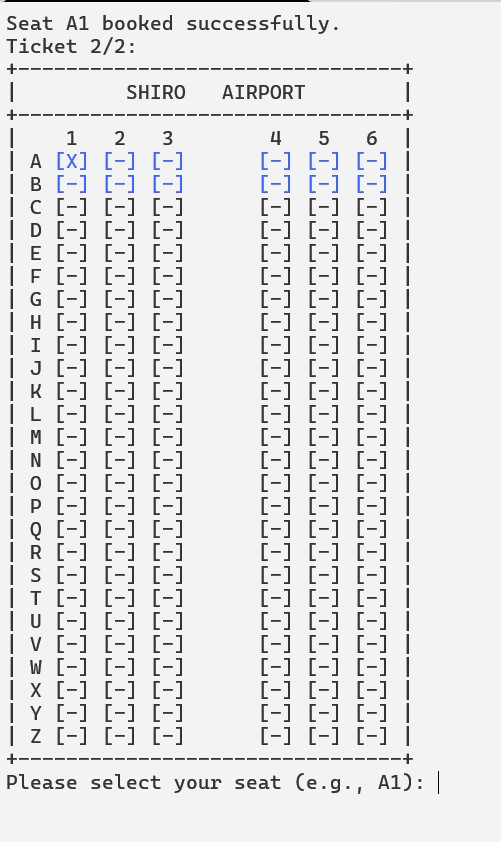 Seat A1 booked successfully.
Ticket 2/2:
+--------------------------------+
|         SHIRO   AIRPORT        |
+--------------------------------+
|    1   2   3        4   5   6  |
| A [X] [-] [-]      [-] [-] [-] |
| B [-] [-] [-]      [-] [-] [-] |
| C [-] [-] [-]      [-] [-] [-] |
| D [-] [-] [-]      [-] [-] [-] |
| E [-] [-] [-]      [-] [-] [-] |
| F [-] [-] [-]      [-] [-] [-] |
| G [-] [-] [-]      [-] [-] [-] |
| H [-] [-] [-]      [-] [-] [-] |
| I [-] [-] [-]      [-] [-] [-] |
| J [-] [-] [-]      [-] [-] [-] |
| K [-] [-] [-]      [-] [-] [-] |
| L [-] [-] [-]      [-] [-] [-] |
| M [-] [-] [-]      [-] [-] [-] |
| N [-] [-] [-]      [-] [-] [-] |
| O [-] [-] [-]      [-] [-] [-] |
| P [-] [-] [-]      [-] [-] [-] |
| Q [-] [-] [-]      [-] [-] [-] |
| R [-] [-] [-]      [-] [-] [-] |
| S [-] [-] [-]      [-] [-] [-] |
| T [-] [-] [-]      [-] [-] [-] |
| U [-] [-] [-]      [-] [-] [-] |
| V [-] [-] [-]      [-] [-] [-] |
| W [-] [-] [-]      [-] [-] [-] |
| X [-] [-] [-]      [-] [-] [-] |
| Y [-] [-] [-]      [-] [-] [-] |
| Z [-] [-] [-]      [-] [-] [-] |
+--------------------------------+
Please select your seat (e.g., A1):